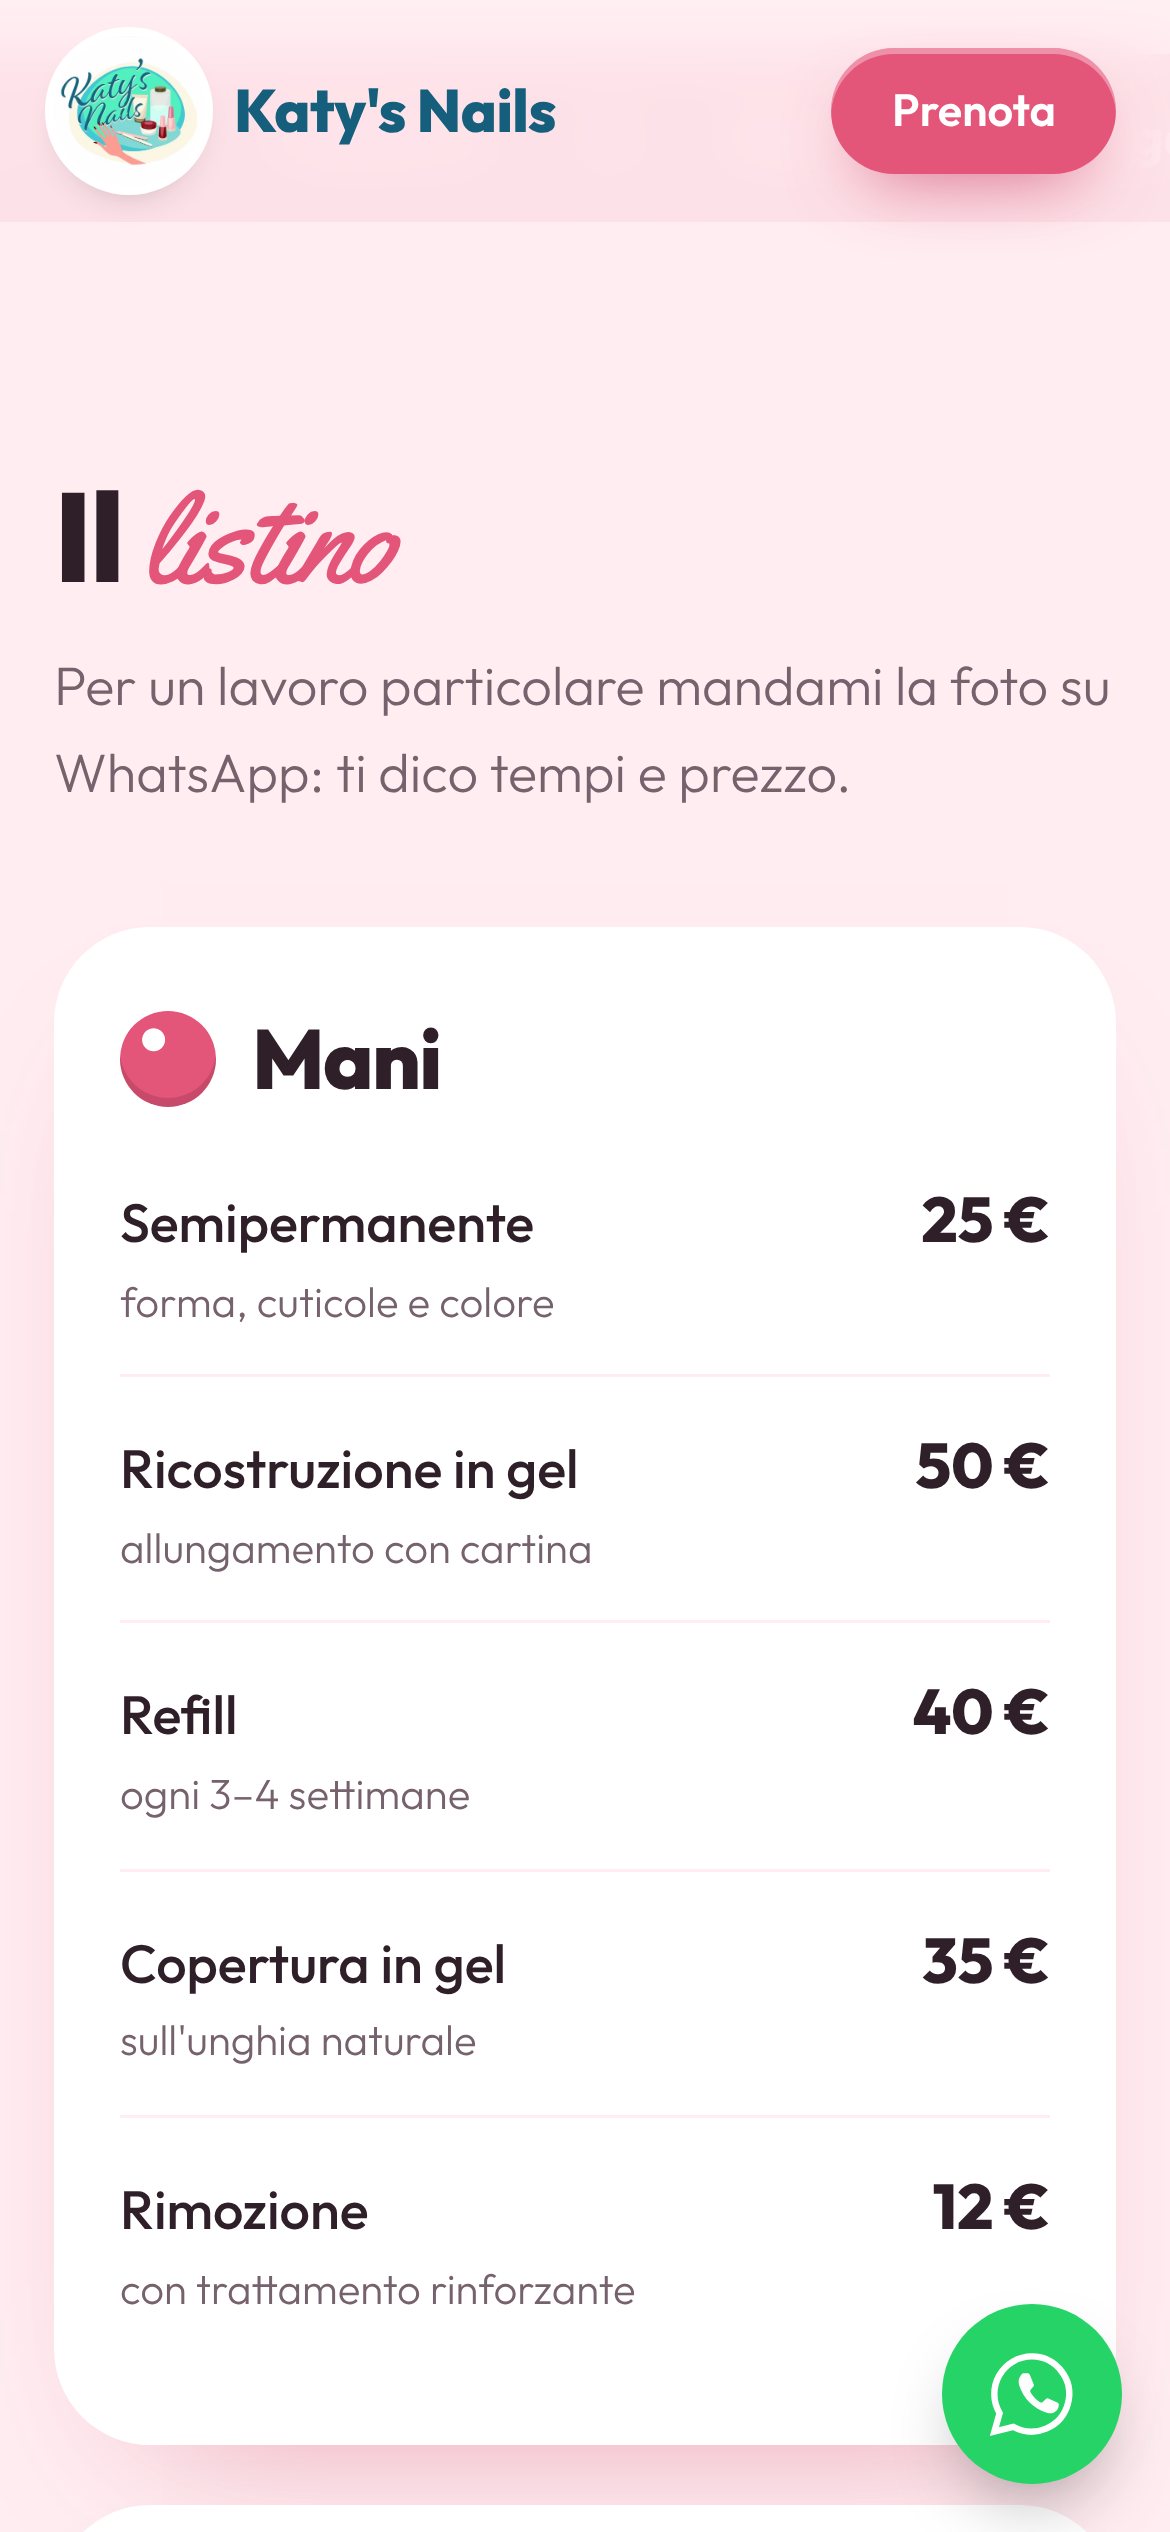 Katy's
Nails
Katy's Nails
Prenota
Il listino
Per un lavoro particolare mandami la foto su
WhatsApp: ti dico tempi e prezzo.
Mani
Semipermanente 25 €
forma, cuticole e colore
Ricostruzione in gel 50 €
allungamento con cartina
Refill 40 €
ogni 3–4 settimane
Copertura in gel 35 €
sull'unghia naturale
Rimozione 12 €
con trattamento rinforzante